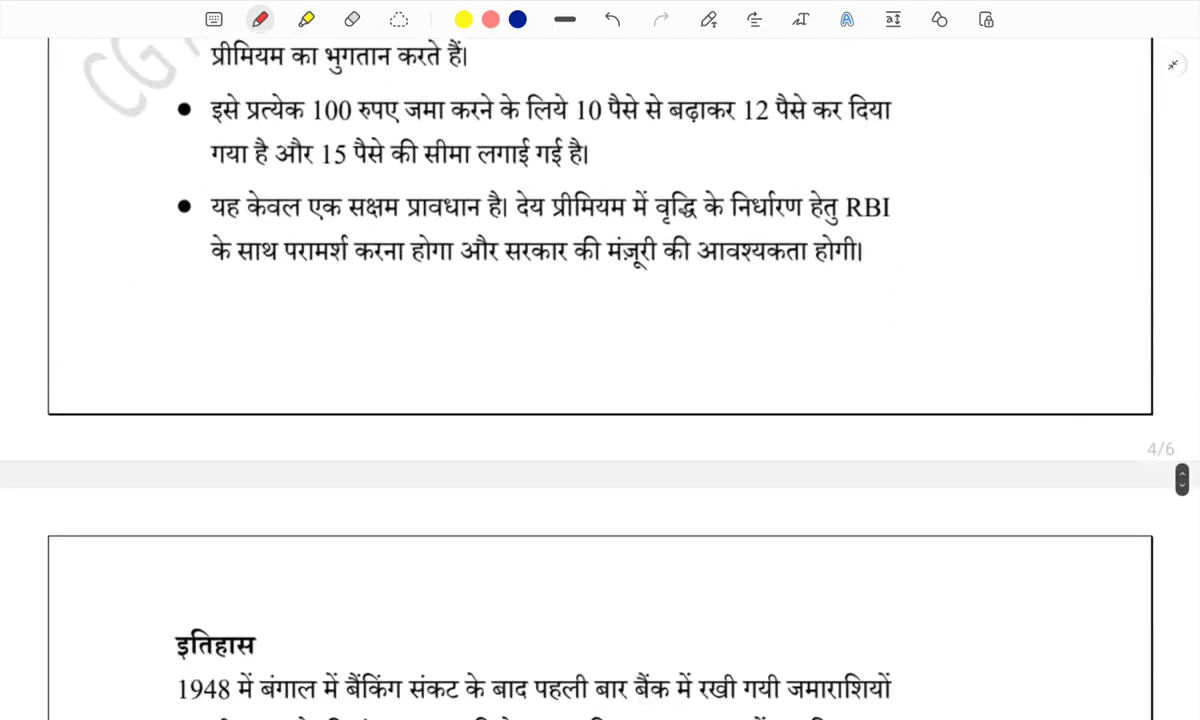 प्रीमियम का भुगतान करते हैं।
● इसे प्रत्येक 100 रुपए जमा करने के लिये 10 पैसे से बढ़ाकर 12 पैसे कर दिया
गया है और 15 पैसे की सीमा लगाई गई है।
● यह केवल एक सक्षम प्रावधान है। देय प्रीमियम में वृद्धि के निर्धारण हेतु RBI
के साथ परामर्श करना होगा और सरकार की मंज़ूरी की आवश्यकता होगी।
4/6
इतिहास
1948 में बंगाल में बैंकिंग संकट के बाद पहली बार बैंक में रखी गयी जमाराशियों